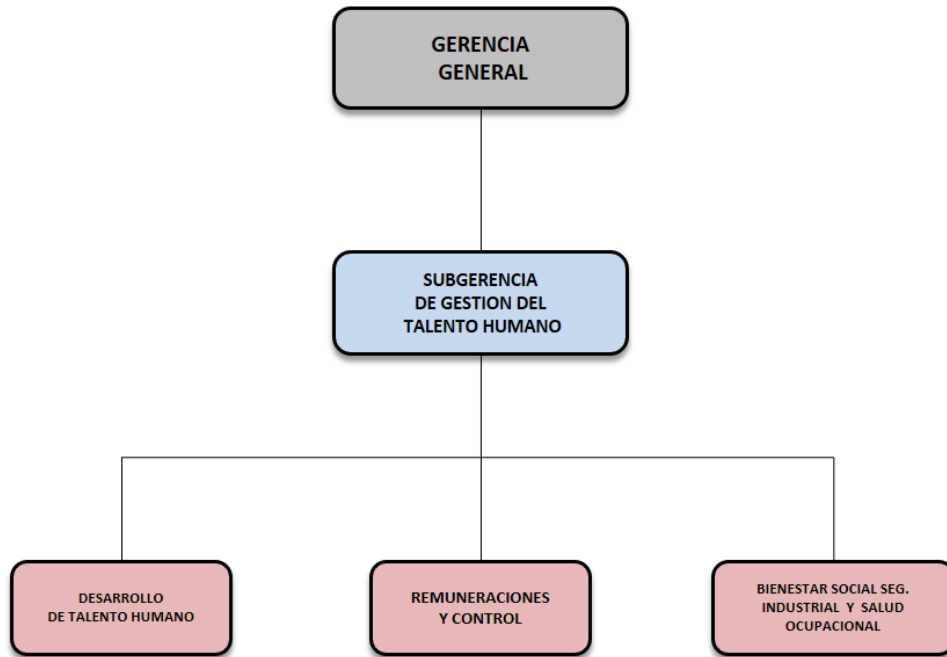 GERENCIA
GENERAL
SUBGERENCIA
DE GESTION DEL
TALENTO HUMANO
DESARROLLO
DE TALENTO HUMANO
REMUNERACIONES
Y CONTROL
BIENESTAR SOCIAL SEG.
INDUSTRIAL Y SALUD
OCUPACIONAL